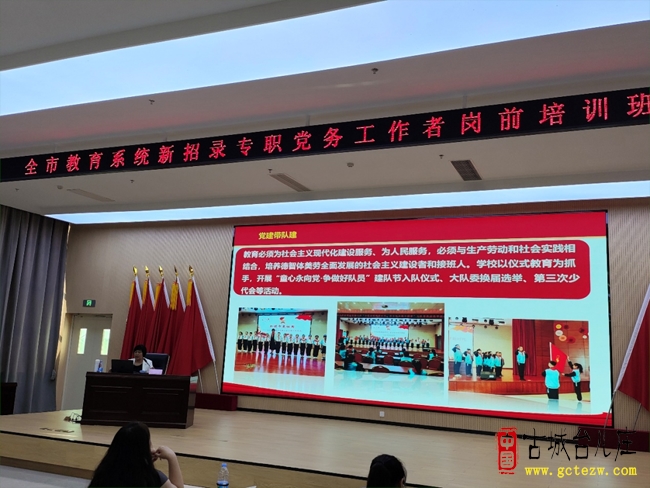 全市教育系统新招录专职党务工作者岗前培训班
党建带队建
教育必须为社会主义现代化建设服务、为人民服务，必须与生产劳动和社会实践相
结合，培养德智体美劳全面发展的社会主义建设者和接班人。学校以仪式教育为抓
手，开展“童心永向党·争做好队员”建队节入队仪式、大队委换届选举、第三次少
代会等活动。
中国
古城台儿庄
www.gctezw.com